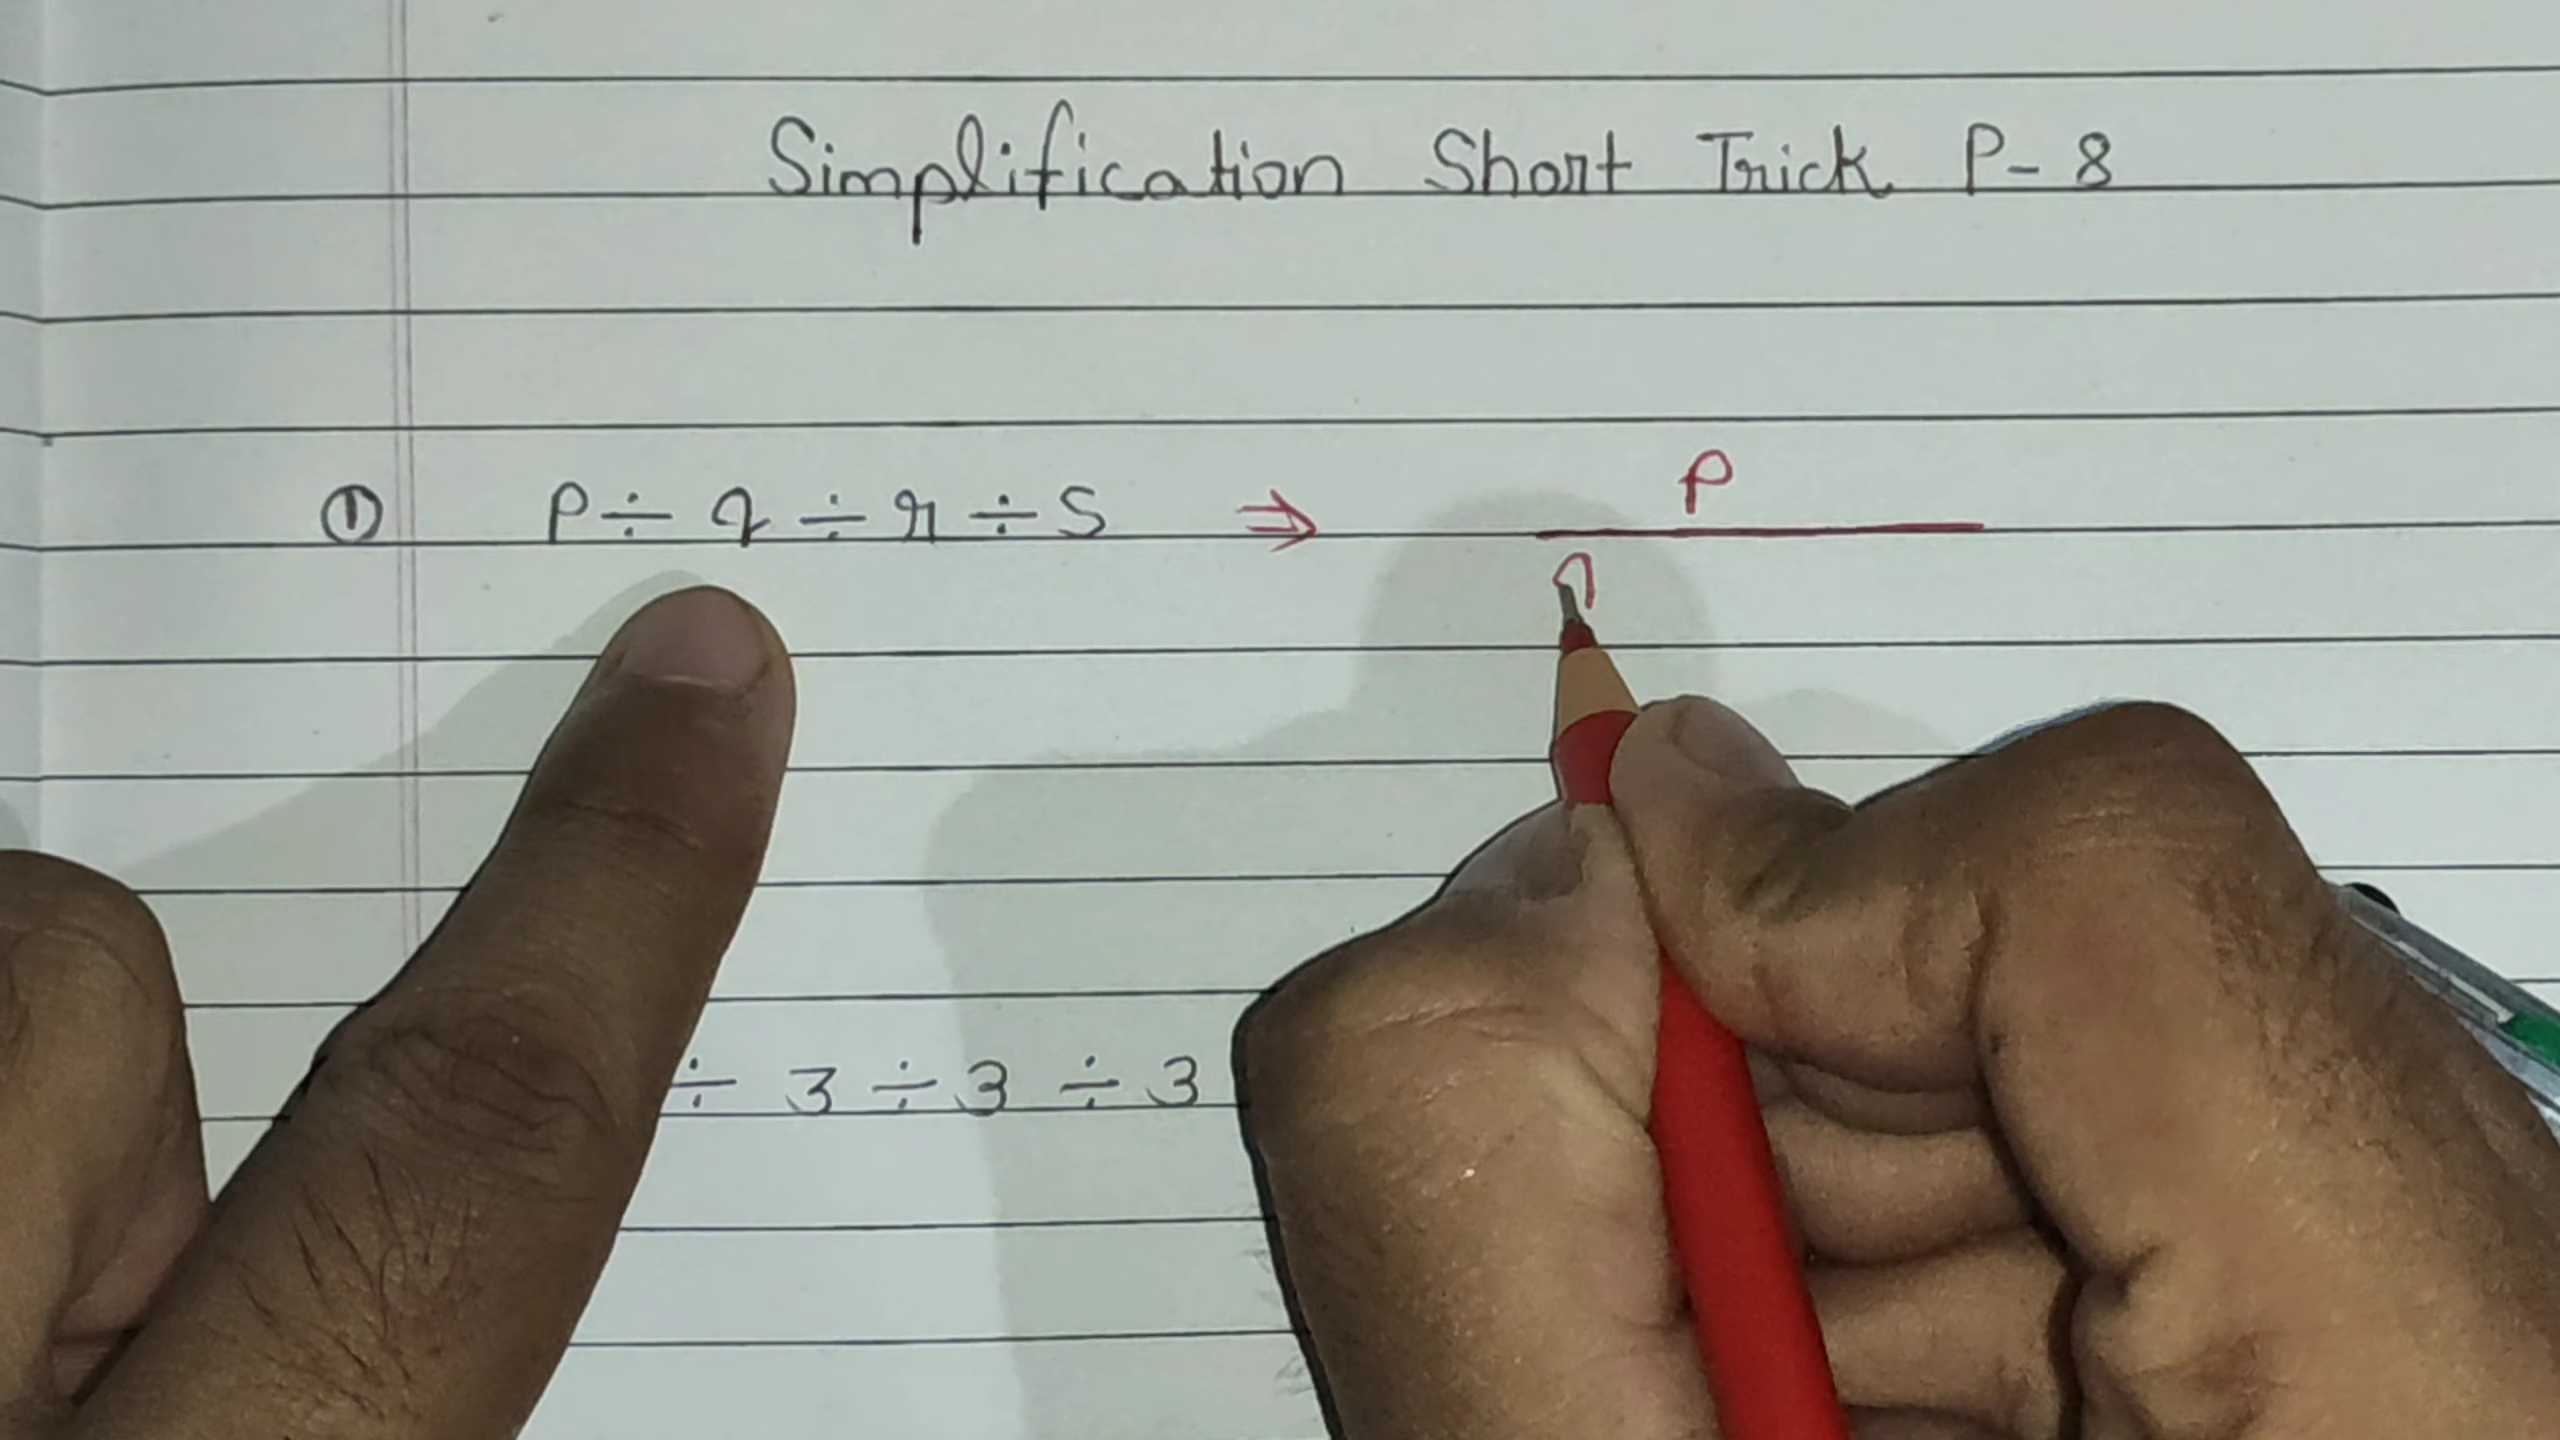 Simplification Short Trick P-8
① P ÷ q ÷ r ÷ s ⇒ P
q
÷ 3 ÷ 3 ÷ 3